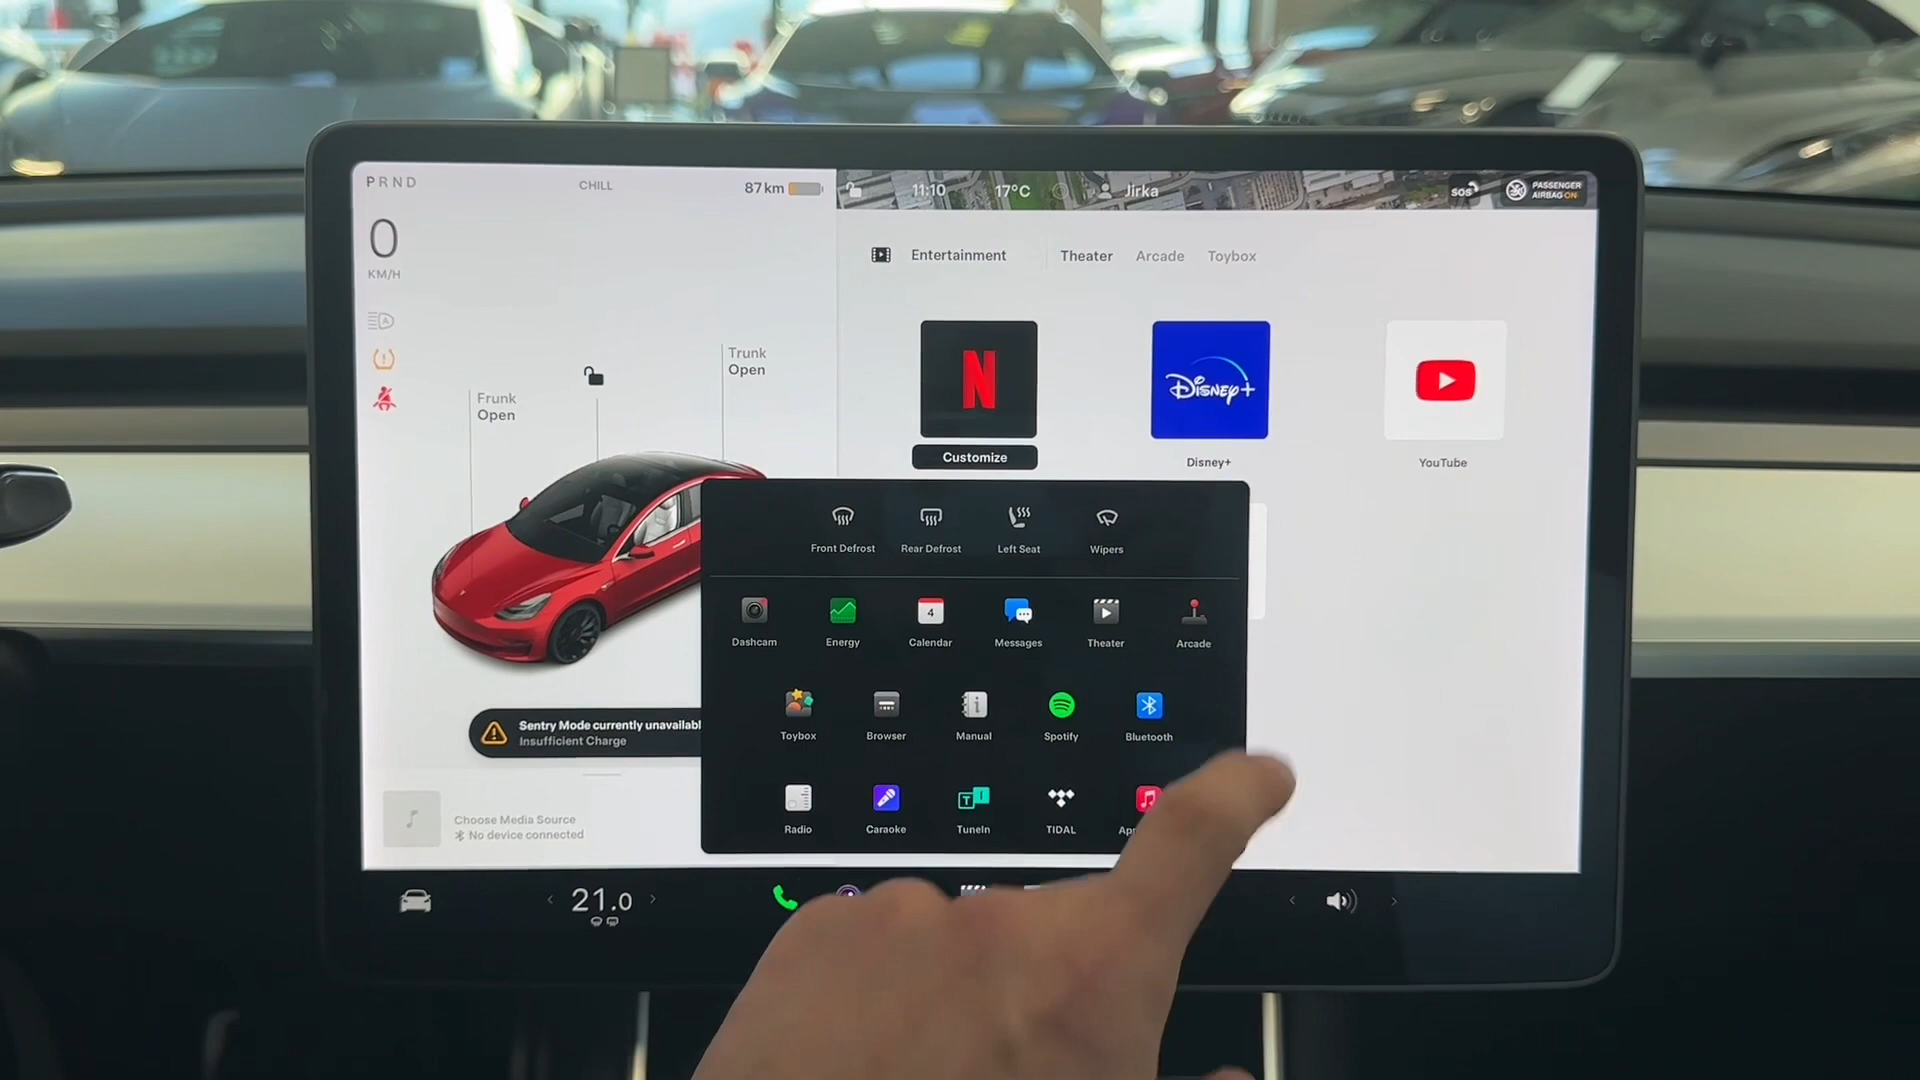 PRND
CHILL
87 km
11:10
17°C
Jirka
SOS
PASSENGER
AIRBAG ON
0
KM/H
Entertainment
Theater
Arcade
Toybox
Trunk
Open
Frunk
Open
N
Disney+
Customize
Disney+
YouTube
Front Defrost
Rear Defrost
Left Seat
Wipers
4
Dashcam
Energy
Calendar
Messages
Theater
Arcade
Toybox
Browser
Manual
Spotify
Bluetooth
Sentry Mode currently unavailabl
Insufficient Charge
Choose Media Source
No device connected
Radio
Caraoke
TuneIn
TIDAL
21.0